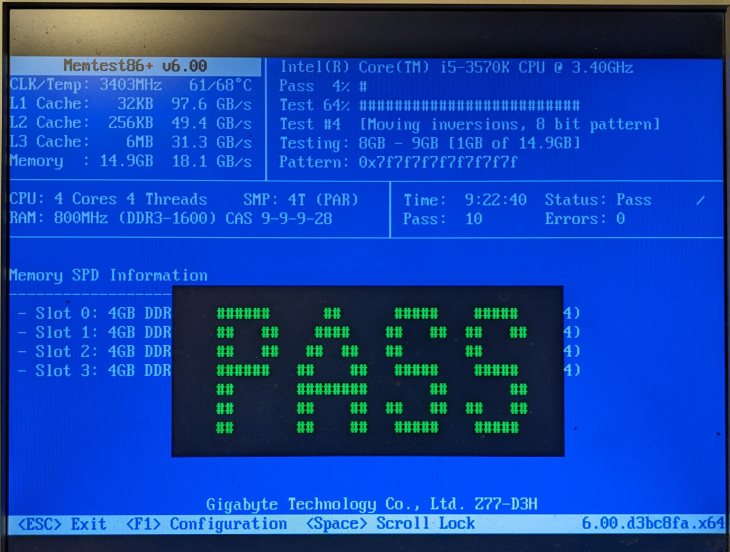 Memtest86+ v6.00
Intel(R) Core(TM) i5-3570K CPU @ 3.40GHz
CLK/Temp: 3403MHz 61/68°C
Pass 4% #
L1 Cache: 32KB 97.6 GB/s
Test 64% #########################
L2 Cache: 256KB 49.4 GB/s
Test #4 [Moving inversions, 8 bit pattern]
L3 Cache: 6MB 31.3 GB/s
Testing: 8GB - 9GB [1GB of 14.9GB]
Memory : 14.9GB 18.1 GB/s
Pattern: 0x7f7f7f7f7f7f7f7f
CPU: 4 Cores 4 Threads SMP: 4T (PAR)
Time: 9:22:40 Status: Pass /
RAM: 800MHz (DDR3-1600) CAS 9-9-9-28
Pass: 10 Errors: 0
Memory SPD Information
- Slot 0: 4GB DDR 4)
- Slot 1: 4GB DDR 4)
- Slot 2: 4GB DDR 4)
- Slot 3: 4GB DDR 4)
PASS
Gigabyte Technology Co., Ltd. Z77-D3H
<ESC> Exit <F1> Configuration <Space> Scroll Lock 6.00.d3bc8fa.x64